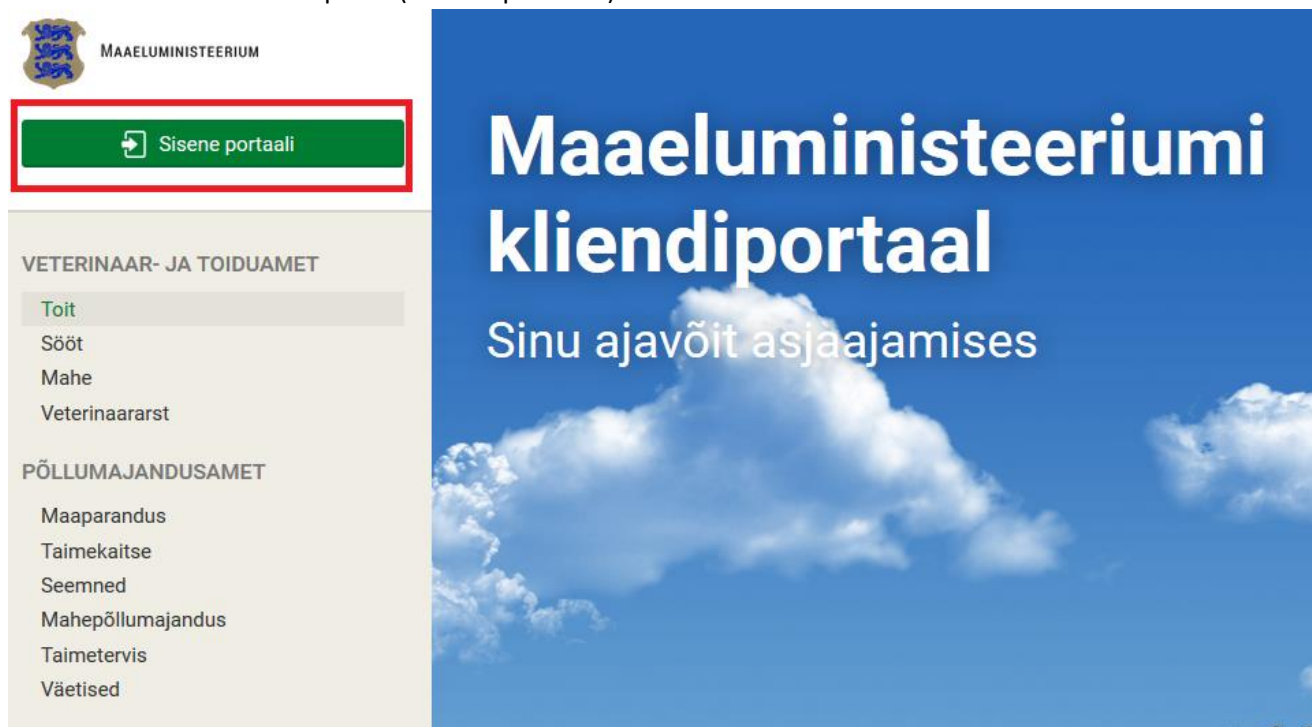 MAAELUMINISTEERIUM
Sisene portaali
VETERINAAR- JA TOIDUAMET
Toit
Sööt
Mahe
Veterinaararst
PÕLLUMAJANDUSAMET
Maaparandus
Taimekaitse
Seemned
Mahepõllumajandus
Taimetervis
Väetised
Maaeluministeeriumi
kliendiportaal
Sinu ajavõit asjaajamises